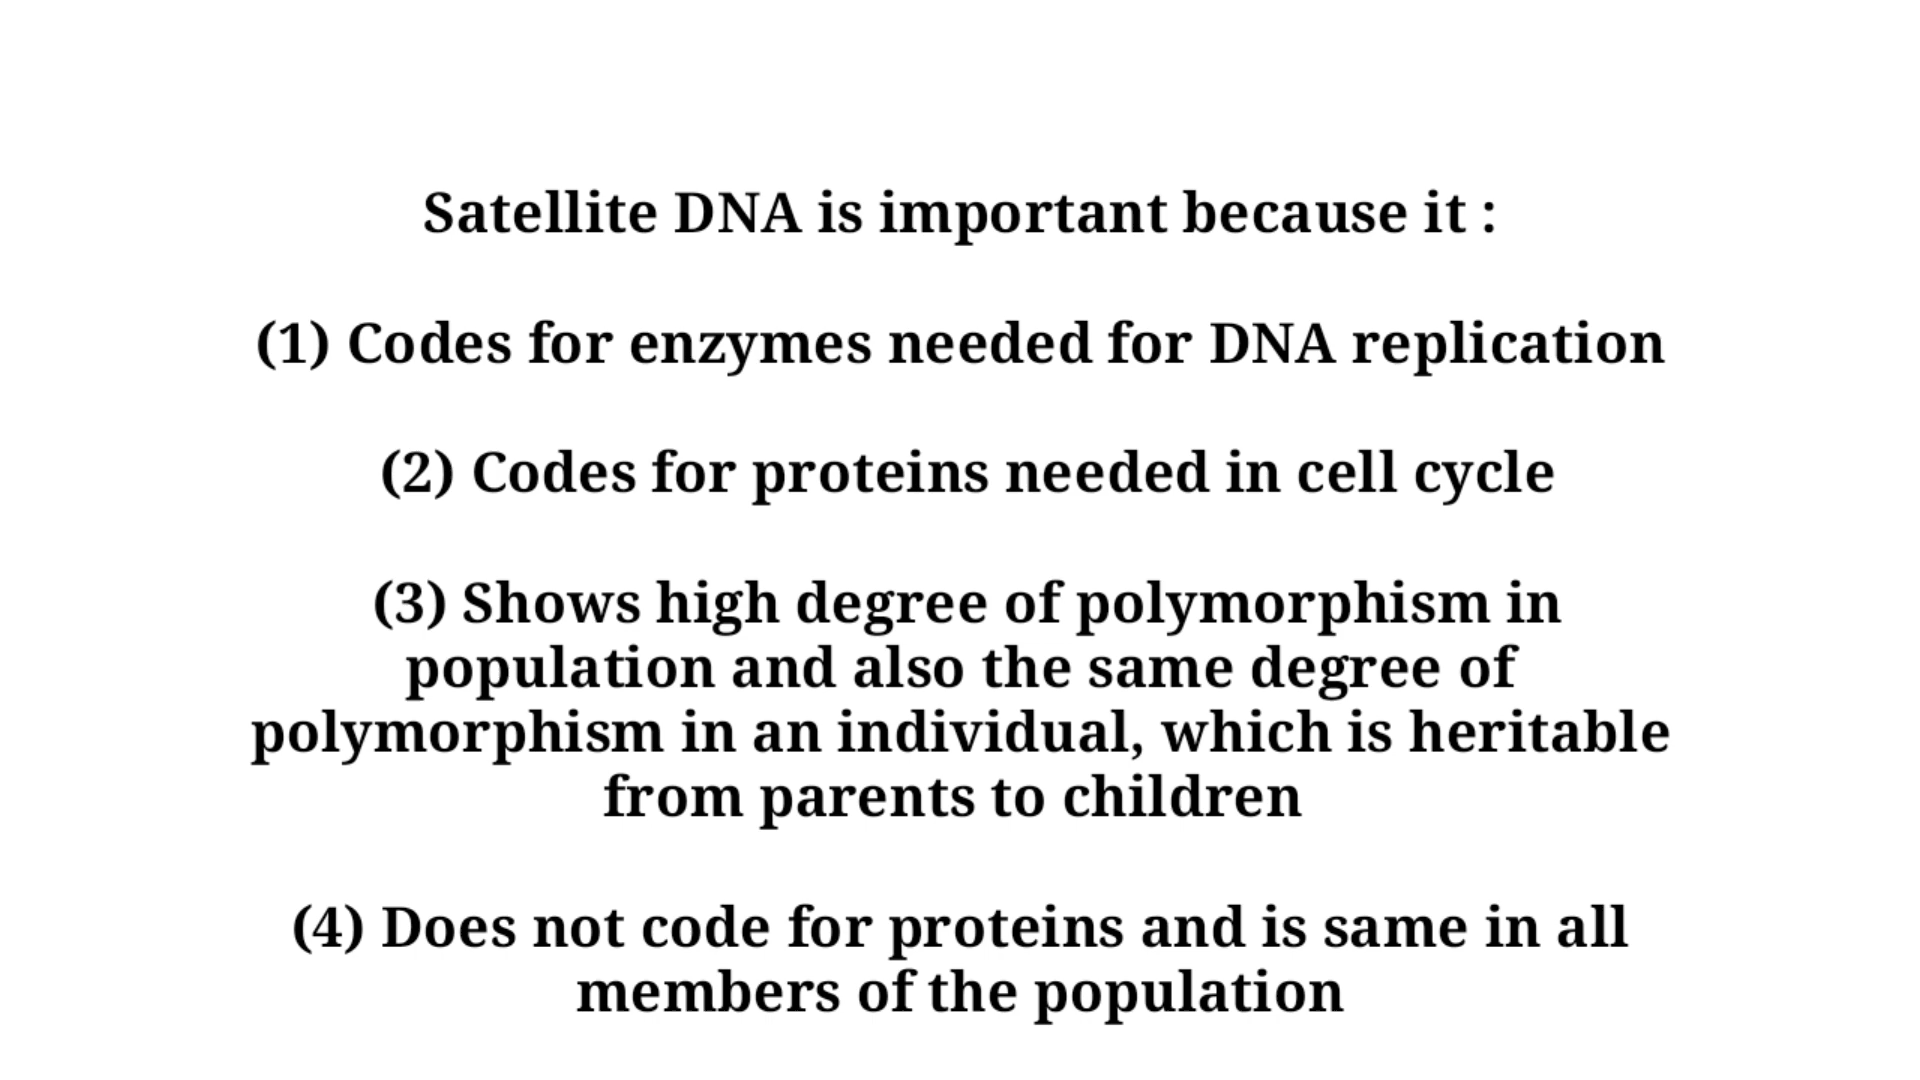 Satellite DNA is important because it :
(1) Codes for enzymes needed for DNA replication
(2) Codes for proteins needed in cell cycle
(3) Shows high degree of polymorphism in
population and also the same degree of
polymorphism in an individual, which is heritable
from parents to children
(4) Does not code for proteins and is same in all
members of the population